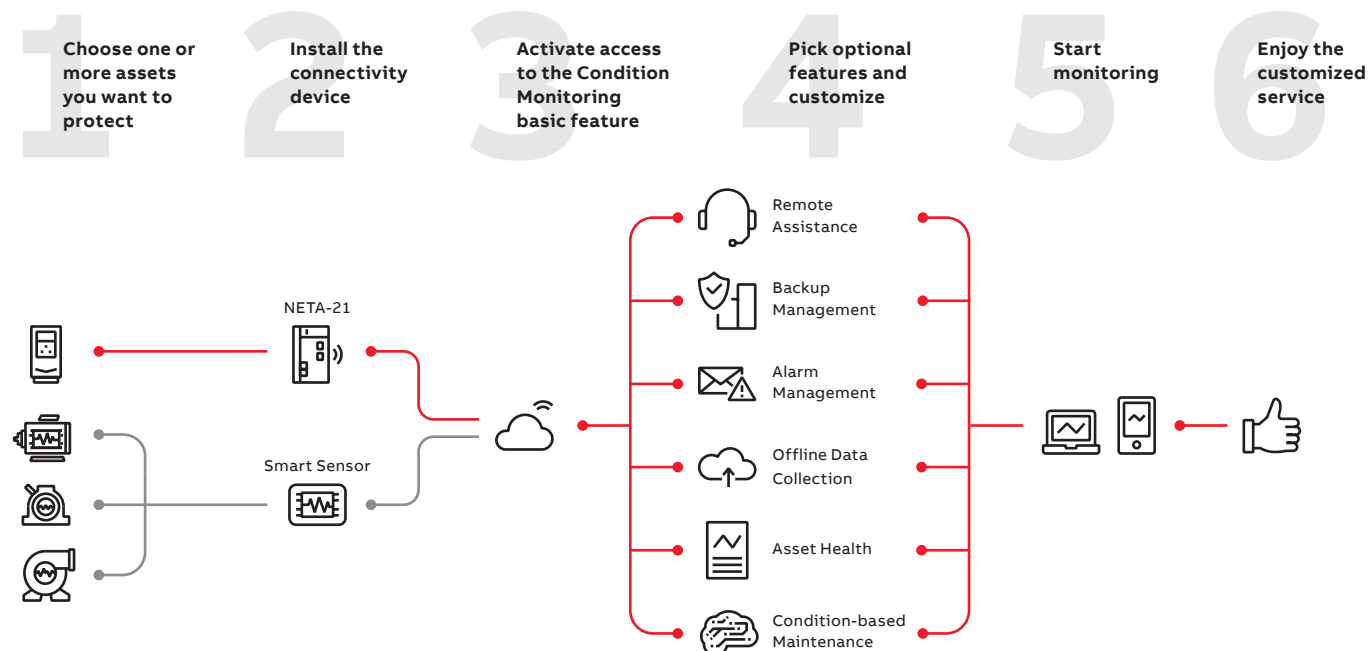 1
Choose one or
more assets
you want to
protect
2
Install the
connectivity
device
3
Activate access
to the Condition
Monitoring
basic feature
4
Pick optional
features and
customize
5
Start
monitoring
6
Enjoy the
customized
service
NETA-21
Smart Sensor
Remote
Assistance
Backup
Management
Alarm
Management
Offline Data
Collection
Asset Health
Condition-based
Maintenance